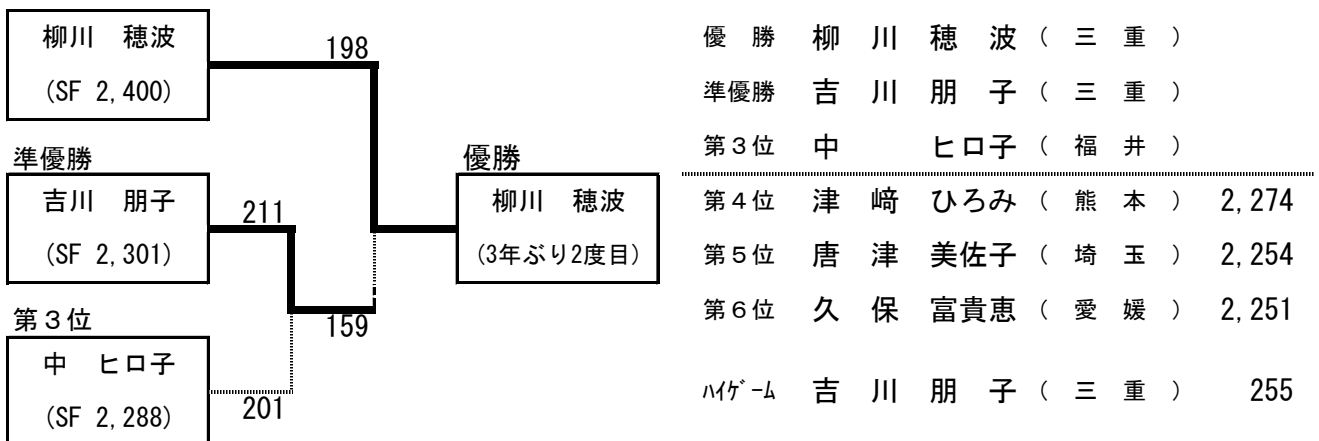 柳川　穂波
(SF 2,400)
198
準優勝
吉川　朋子
(SF 2,301)
211
優勝
柳川　穂波
(3年ぶり2度目)
159
第３位
中　ヒロ子
(SF 2,288)
201
優　勝　柳　川　穂　波（　三　重　）
準優勝　吉　川　朋　子（　三　重　）
第３位　中　　　ヒロ子（　福　井　）
第４位　津　﨑　ひろみ（　熊　本　）　2,274
第５位　唐　津　美佐子（　埼　玉　）　2,254
第６位　久　保　富貴恵（　愛　媛　）　2,251
ﾊｲｹﾞｰﾑ　吉　川　朋　子（　三　重　）　255